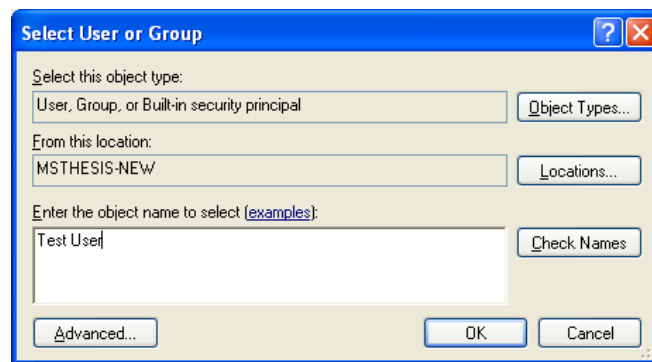 Select User or Group
Select this object type:
User, Group, or Built-in security principal
Object Types...
From this location:
MSTHESIS-NEW
Locations...
Enter the object name to select (examples):
Test User
Check Names
Advanced...
OK
Cancel